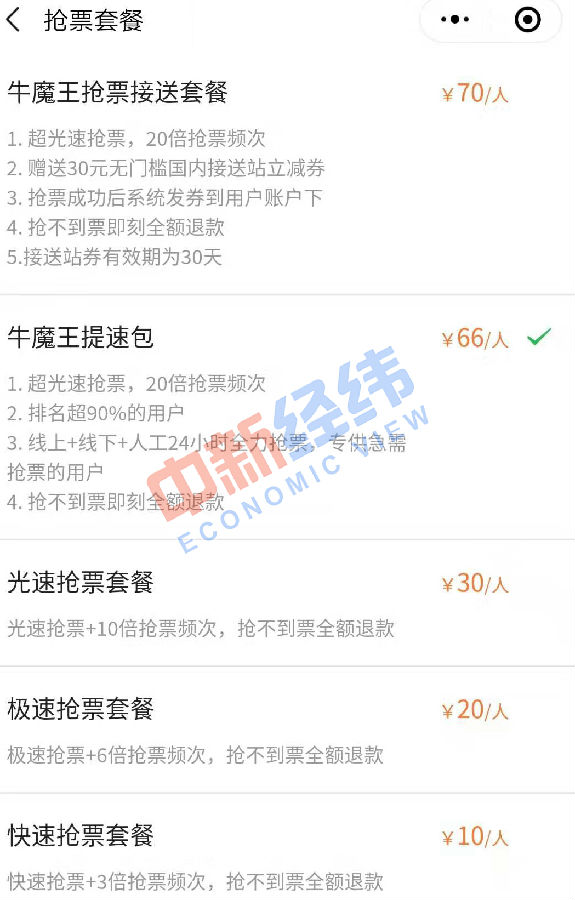 抢票套餐
牛魔王抢票接送套餐 ¥70/人
1. 超光速抢票，20倍抢票频次
2. 赠送30元无门槛国内接送站立减券
3. 抢票成功后系统发券到用户账户下
4. 抢不到票即刻全额退款
5.接送站券有效期为30天
牛魔王提速包 ¥66/人
1. 超光速抢票，20倍抢票频次
2. 排名超90%的用户
3. 线上+线下+人工24小时全力抢票，专供急需
抢票的用户
4. 抢不到票即刻全额退款
中新经纬
ECONOMIC VIEW
光速抢票套餐 ¥30/人
光速抢票+10倍抢票频次，抢不到票全额退款
极速抢票套餐 ¥20/人
极速抢票+6倍抢票频次，抢不到票全额退款
快速抢票套餐 ¥10/人
快速抢票+3倍抢票频次，抢不到票全额退款